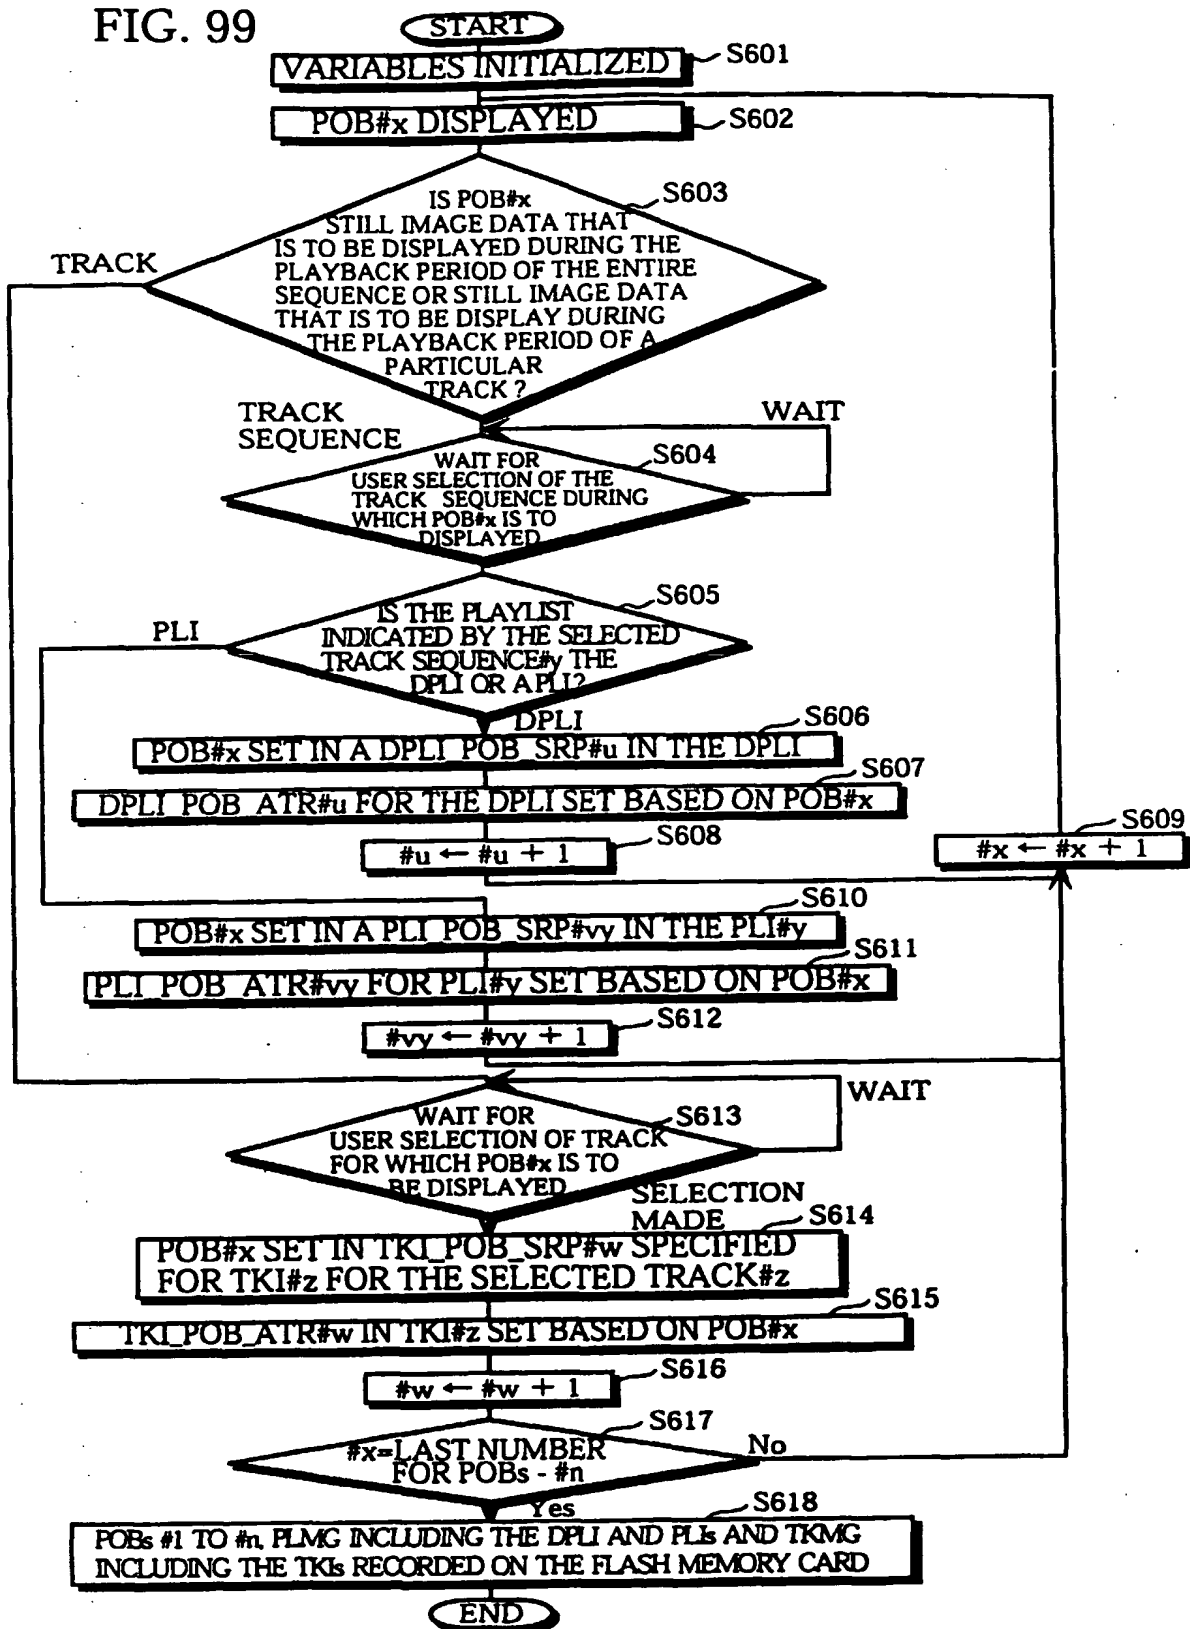 FIG. 99
START
VARIABLES INITIALIZED
S601
POB#x DISPLAYED
S602
IS POB#x
STILL IMAGE DATA THAT
IS TO BE DISPLAYED DURING THE
PLAYBACK PERIOD OF THE ENTIRE
SEQUENCE OR STILL IMAGE DATA
THAT IS TO BE DISPLAY DURING
THE PLAYBACK PERIOD OF A
PARTICULAR
TRACK ?
S603
TRACK
TRACK
SEQUENCE
WAIT
WAIT FOR
USER SELECTION OF THE
TRACK SEQUENCE DURING
WHICH POB#x IS TO
DISPLAYED
S604
IS THE PLAYLIST
INDICATED BY THE SELECTED
TRACK SEQUENCE#y THE
DPLI OR A PLI?
S605
PLI
DPLI
S606
POB#x SET IN A DPLI_POB_SRP#u IN THE DPLI
S607
DPLI_POB_ATR#u FOR THE DPLI SET BASED ON POB#x
S608
#u ← #u + 1
S609
#x ← #x + 1
S610
POB#x SET IN A PLI_POB_SRP#vy IN THE PLI#y
S611
PLI_POB_ATR#vy FOR PLI#y SET BASED ON POB#x
S612
#vy ← #vy + 1
WAIT
WAIT FOR
USER SELECTION OF TRACK
FOR WHICH POB#x IS TO
BE DISPLAYED
S613
SELECTION
MADE
S614
POB#x SET IN TKI_POB_SRP#w SPECIFIED
FOR TKI#z FOR THE SELECTED TRACK#z
S615
TKI_POB_ATR#w IN TKI#z SET BASED ON POB#x
S616
#w ← #w + 1
S617
#x=LAST NUMBER
FOR POBs - #n
No
Yes
S618
POBs #1 TO #n, PLMG INCLUDING THE DPLI AND PLIs AND TKMG
INCLUDING THE TKIs RECORDED ON THE FLASH MEMORY CARD
END